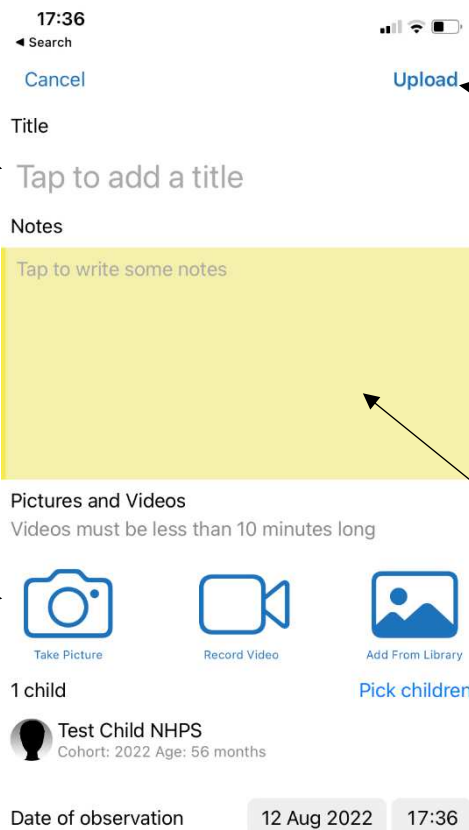 17:36
◀ Search
Cancel Upload
Title
Tap to add a title
Notes
Tap to write some notes
Pictures and Videos
Videos must be less than 10 minutes long
Take Picture Record Video Add From Library
1 child Pick children
Test Child NHPS
Cohort: 2022 Age: 56 months
Date of observation 12 Aug 2022 17:36